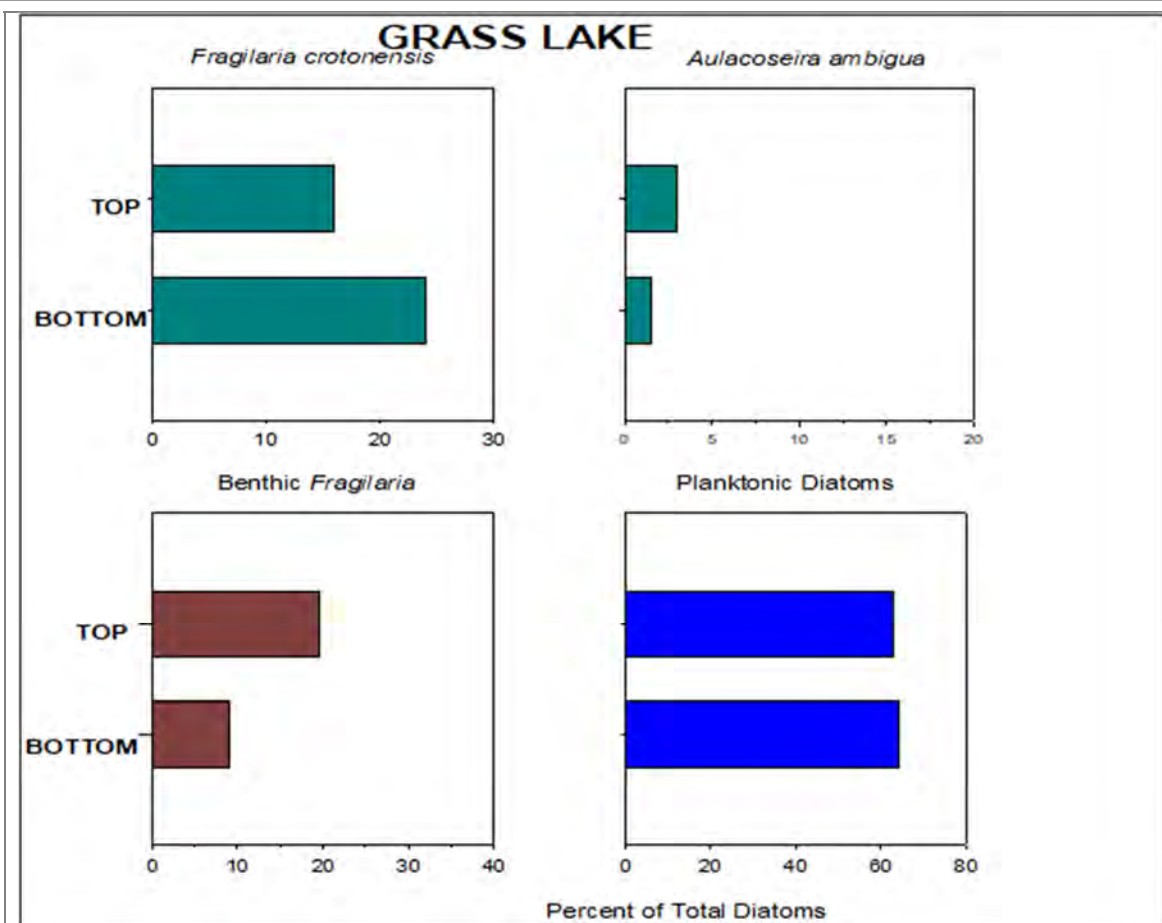 GRASS LAKE
Fragilaria crotonensis
Aulacoseira ambigua
TOP
BOTTOM
0 10 20 30
0 5 10 15 20
Benthic Fragilaria
Planktonic Diatoms
TOP
BOTTOM
0 10 20 30 40
0 20 40 60 80
Percent of Total Diatoms